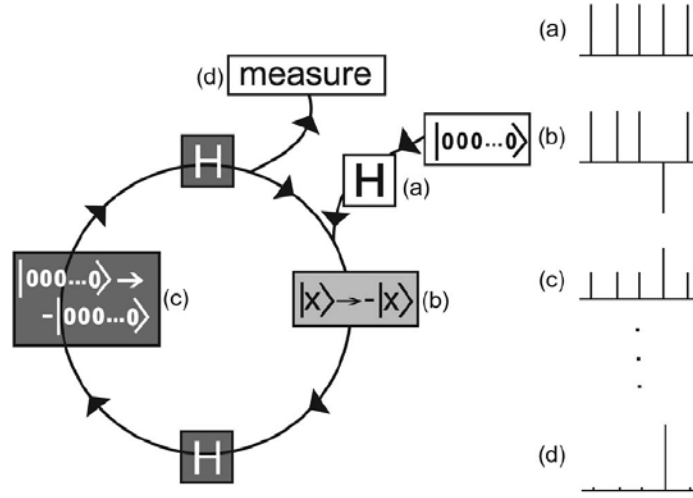 (d) measure
H
|000...0⟩
H (a)
|000...0⟩ →
-|000...0⟩ (c)
|x⟩→-|x⟩ (b)
H
(a)
(b)
(c)
(d)